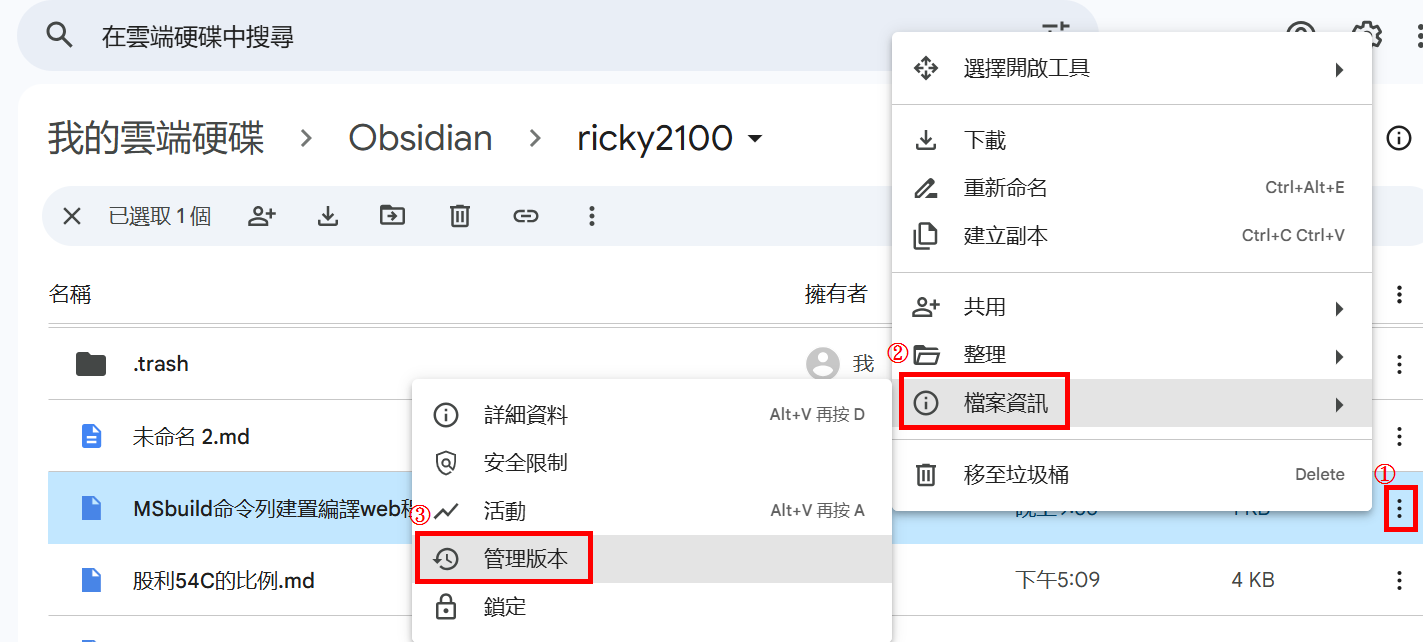 在雲端硬碟中搜尋
我的雲端硬碟 > Obsidian > ricky2100
已選取 1 個
名稱
擁有者
.trash
我
未命名 2.md
MSbuild命令列建置編譯web
股利54C的比例.md
下午5:09
4 KB
選擇開啟工具
下載
重新命名 Ctrl+Alt+E
建立副本 Ctrl+C Ctrl+V
共用
② 整理
檔案資訊
移至垃圾桶 Delete
①
詳細資料 Alt+V 再按 D
安全限制
③ 活動 Alt+V 再按 A
管理版本
鎖定